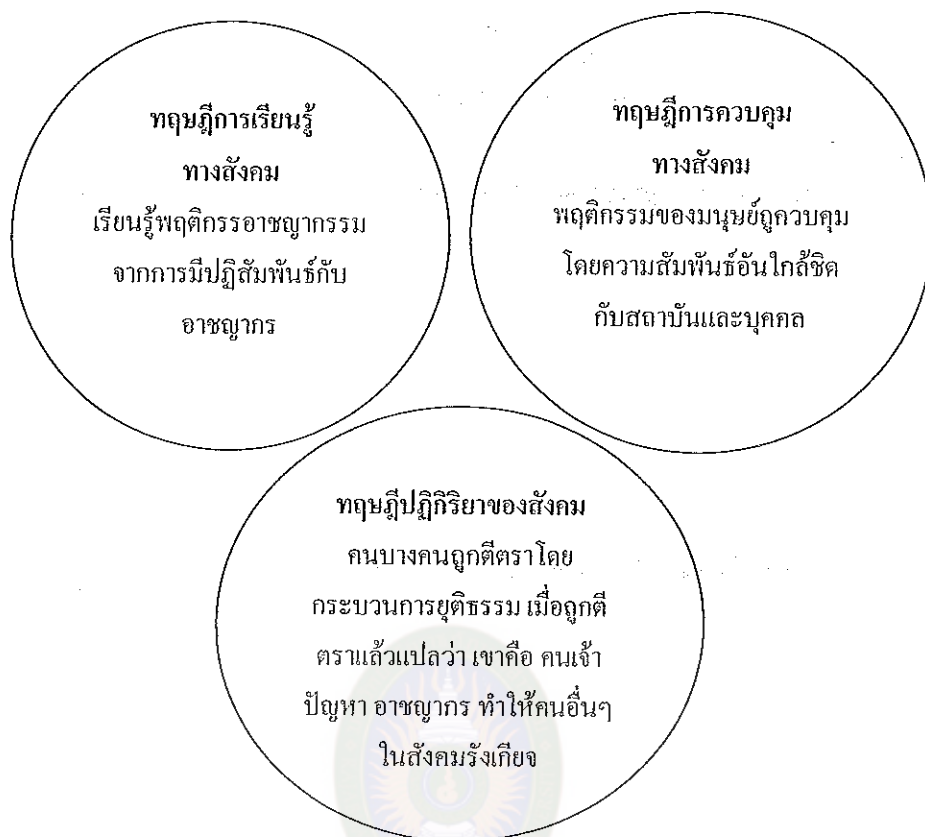 ทฤษฎีการเรียนรู้
ทางสังคม
เรียนรู้พฤติกรรอาชญากรรม
จากการมีปฏิสัมพันธ์กับ
อาชญากร
ทฤษฎีการควบคุม
ทางสังคม
พฤติกรรมของมนุษย์ถูกควบคุม
โดยความสัมพันธ์อันใกล้ชิด
กับสถาบันและบุคคล
ทฤษฎีปฏิกิริยาของสังคม
คนบางคนถูกตีตราโดย
กระบวนการยุติธรรม เมื่อถูกตี
ตราแล้วแปลว่า เขาคือ คนเจ้า
ปัญหา อาชญากร ทำให้คนอื่นๆ
ในสังคมรังเกียจ